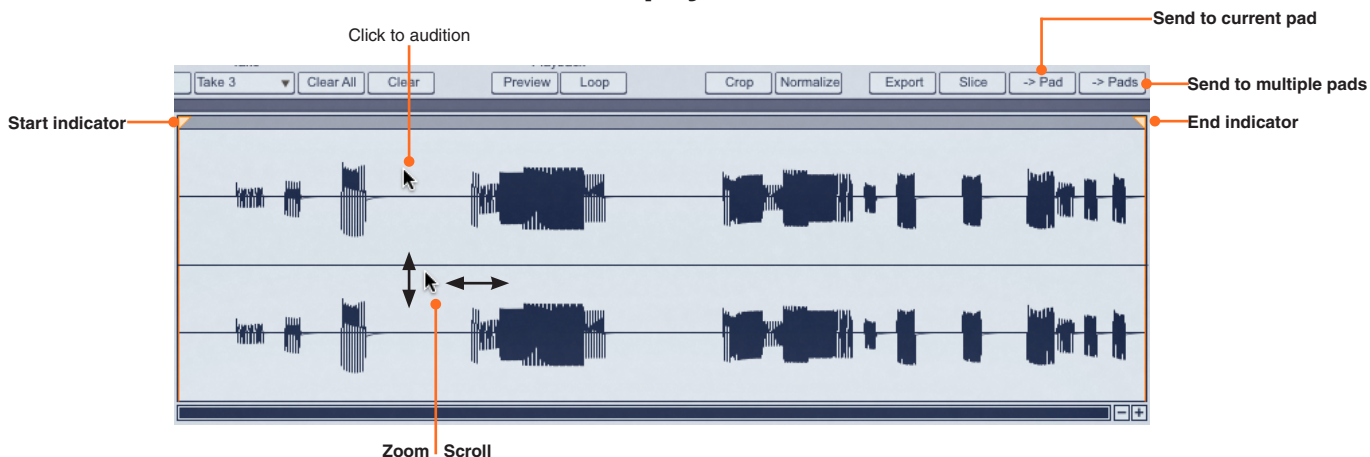 Send to current pad
Click to audition
Take 3 Clear All Clear Preview Loop Crop Normalize Export Slice -> Pad -> Pads
Send to multiple pads
Start indicator
End indicator
Zoom Scroll